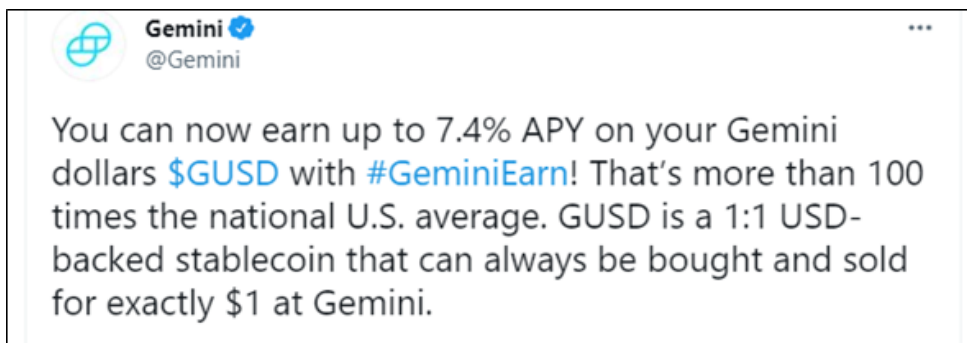 Gemini
@Gemini
You can now earn up to 7.4% APY on your Gemini
dollars $GUSD with #GeminiEarn! That's more than 100
times the national U.S. average. GUSD is a 1:1 USD-
backed stablecoin that can always be bought and sold
for exactly $1 at Gemini.